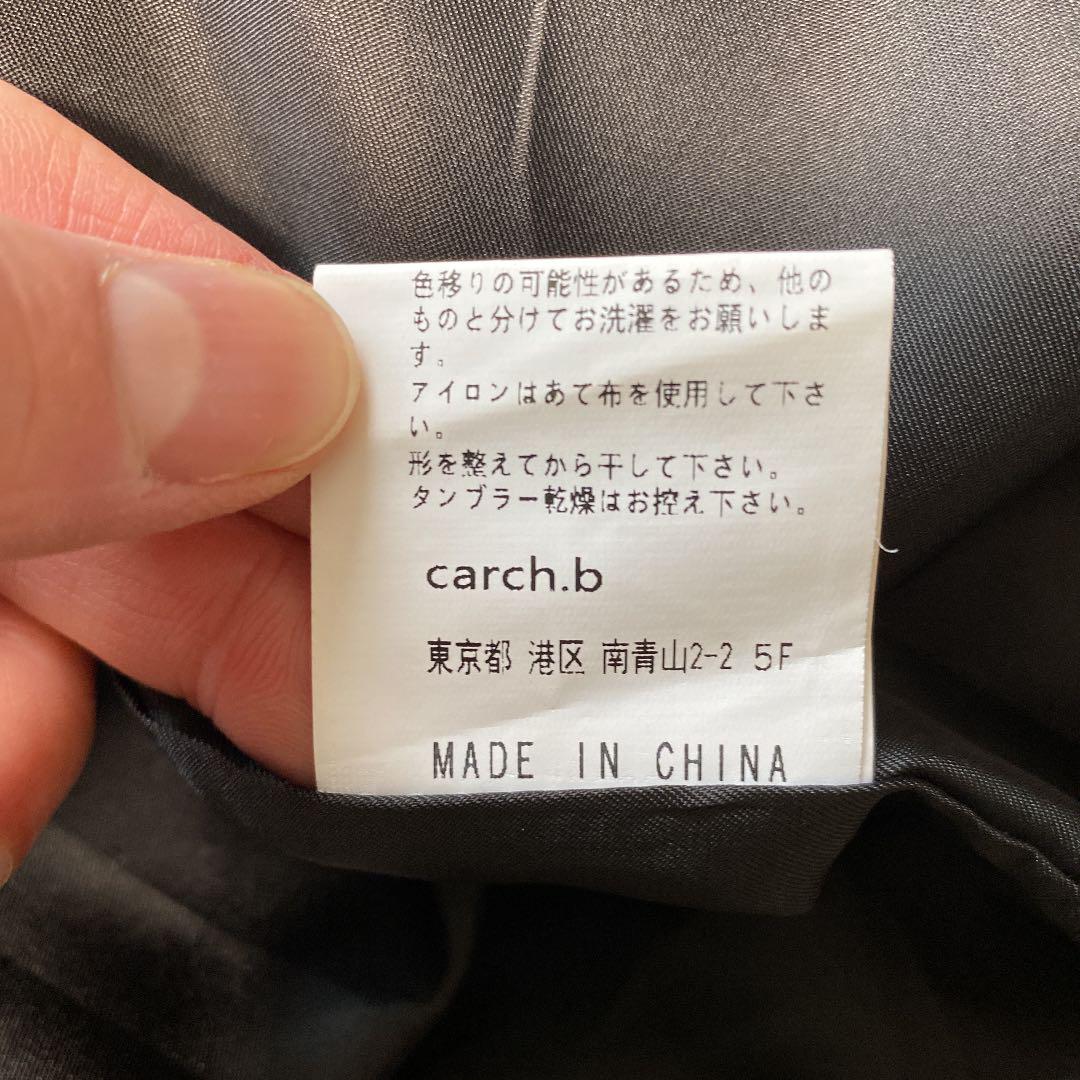 色移りの可能性があるため、他の
ものと分けてお洗濯をお願いしま
す。
アイロンはあて布を使用して下さ
い。
形を整えてから干して下さい。
タンブラー乾燥はお控え下さい。
carch.b
東京都 港区 南青山2-2 5F
MADE IN CHINA